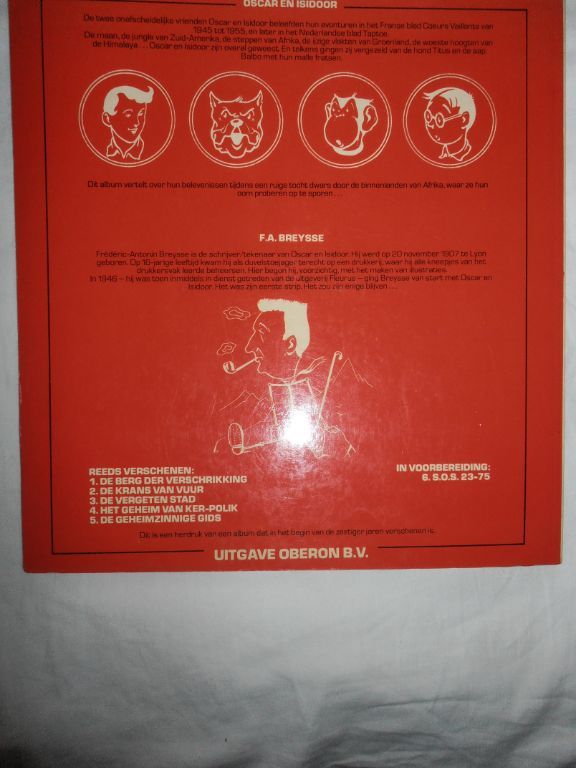 OSCAR EN ISIDOOR
De twee onafscheidelijke vrienden Oscar en Isidoor beleefden hun avonturen in het Franse blad Coeurs Vaillants van
1945 tot 1955, en later in het Nederlandse blad Taptoe.
De maan, de jungle van Zuid-Amerika, de steppen van Afrika, de ijzige vlakten van Groenland, de woeste hoogten van
de Himalaya . . . Oscar en Isidoor zijn overal geweest. En telkens gingen zij vergezeld van de hond Titus en de aap
Balbo met hun malle fratsen.
Dit album vertelt over hun belevenissen tijdens een ruige tocht dwars door de binnenlanden van Afrika, waar ze hun
oom proberen op te sporen . . .
F.A. BREYSSE
Frédéric-Antonin Breysse is de schrijver/tekenaar van Oscar en Isidoor. Hij werd op 20 november 1907 te Lyon
geboren. Op 16-jarige leeftijd kwam hij als duvelstoejager terecht op een drukkerij, waar hij alle kneepjes van het
drukkersvak leerde beheersen. Hier begon hij, voorzichtig, met het maken van illustraties.
In 1946 – hij was toen inmiddels in dienst getreden van de uitgeverij Fleurus – ging Breysse van start met Oscar en
Isidoor. Het was zijn eerste strip. Het zou zijn enige blijven . . .
REEDS VERSCHENEN:
1. DE BERG DER VERSCHRIKKING
2. DE KRANS VAN VUUR
3. DE VERGETEN STAD
4. HET GEHEIM VAN KER-POLIK
5. DE GEHEIMZINNIGE GIDS
IN VOORBEREIDING:
6. S.O.S. 23-75
Dit is een herdruk van een album dat in het begin van de zestiger jaren verschenen is.
UITGAVE OBERON B.V.